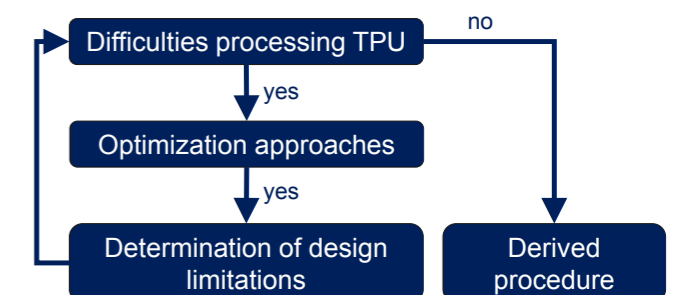 Difficulties processing TPU
no
yes
Optimization approaches
yes
Determination of design
limitations
Derived
procedure